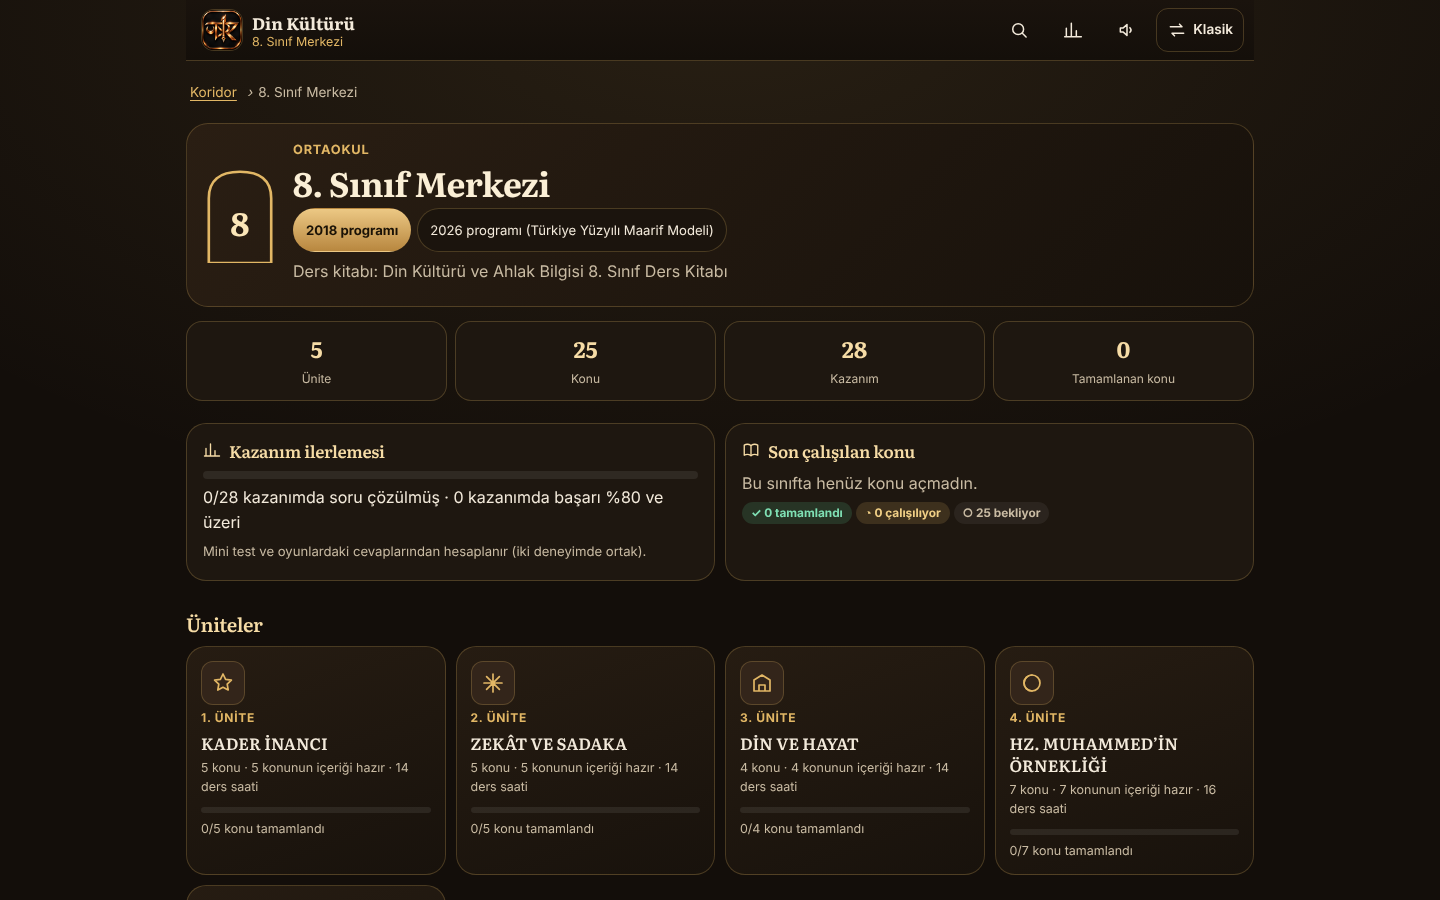 Din Kültürü
8. Sınıf Merkezi
Klasik
Koridor › 8. Sınıf Merkezi
ORTAOKUL
8
8. Sınıf Merkezi
2018 programı
2026 programı (Türkiye Yüzyılı Maarif Modeli)
Ders kitabı: Din Kültürü ve Ahlak Bilgisi 8. Sınıf Ders Kitabı
5
Ünite
25
Konu
28
Kazanım
0
Tamamlanan konu
Kazanım ilerlemesi
0/28 kazanımda soru çözülmüş · 0 kazanımda başarı %80 ve
üzeri
Mini test ve oyunlardaki cevaplarından hesaplanır (iki deneyimde ortak).
Son çalışılan konu
Bu sınıfta henüz konu açmadın.
✓ 0 tamamlandı
· 0 çalışılıyor
○ 25 bekliyor
Üniteler
1. ÜNİTE
KADER İNANCI
5 konu · 5 konunun içeriği hazır · 14
ders saati
0/5 konu tamamlandı
2. ÜNİTE
ZEKÂT VE SADAKA
5 konu · 5 konunun içeriği hazır · 14
ders saati
0/5 konu tamamlandı
3. ÜNİTE
DİN VE HAYAT
4 konu · 4 konunun içeriği hazır · 14
ders saati
0/4 konu tamamlandı
4. ÜNİTE
HZ. MUHAMMED’İN
ÖRNEKLİĞİ
7 konu · 7 konunun içeriği hazır · 16
ders saati
0/7 konu tamamlandı